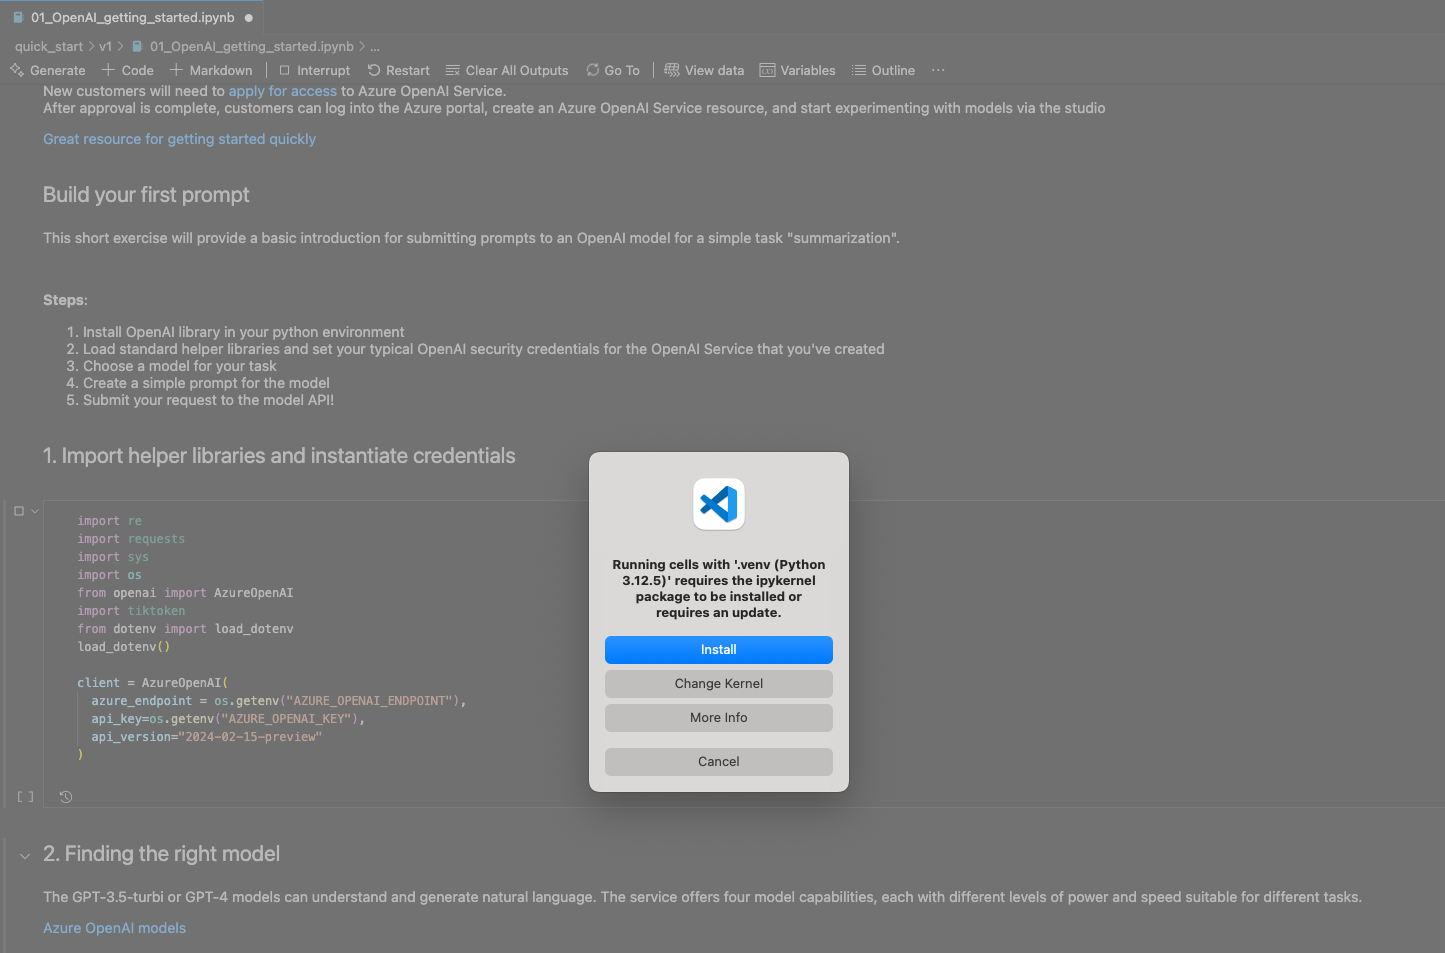 01_OpenAI_getting_started.ipynb
quick_start > v1 > 01_OpenAI_getting_started.ipynb > ...
Generate + Code + Markdown Interrupt Restart Clear All Outputs Go To View data Variables Outline ...
New customers will need to apply for access to Azure OpenAI Service.
After approval is complete, customers can log into the Azure portal, create an Azure OpenAI Service resource, and start experimenting with models via the studio
Great resource for getting started quickly
Build your first prompt
This short exercise will provide a basic introduction for submitting prompts to an OpenAI model for a simple task "summarization".
Steps:
1. Install OpenAI library in your python environment
2. Load standard helper libraries and set your typical OpenAI security credentials for the OpenAI Service that you've created
3. Choose a model for your task
4. Create a simple prompt for the model
5. Submit your request to the model API!
1. Import helper libraries and instantiate credentials
import re
import requests
import sys
import os
from openai import AzureOpenAI
import tiktoken
from dotenv import load_dotenv
load_dotenv()
client = AzureOpenAI(
azure_endpoint = os.getenv("AZURE_OPENAI_ENDPOINT"),
api_key=os.getenv("AZURE_OPENAI_KEY"),
api_version="2024-02-15-preview"
)
[ ]
Running cells with '.venv (Python
3.12.5)' requires the ipykernel
package to be installed or
requires an update.
Install
Change Kernel
More Info
Cancel
2. Finding the right model
The GPT-3.5-turbi or GPT-4 models can understand and generate natural language. The service offers four model capabilities, each with different levels of power and speed suitable for different tasks.
Azure OpenAI models